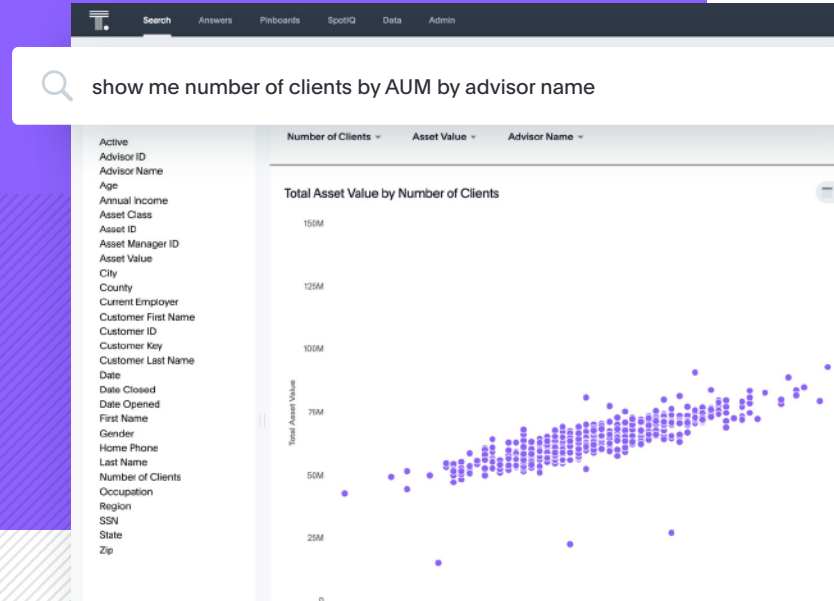 T.
Search Answers Pinboards SpotIQ Data Admin
show me number of clients by AUM by advisor name
Number of Clients Asset Value Advisor Name
Active
Advisor ID
Advisor Name
Age
Annual Income
Asset Class
Asset ID
Asset Manager ID
Asset Value
City
County
Current Employer
Customer First Name
Customer ID
Customer Key
Customer Last Name
Date
Date Closed
Date Opened
First Name
Gender
Home Phone
Last Name
Number of Clients
Occupation
Region
SSN
State
Zip
Total Asset Value by Number of Clients
150M
125M
100M
75M
50M
25M
0
Total Asset Value